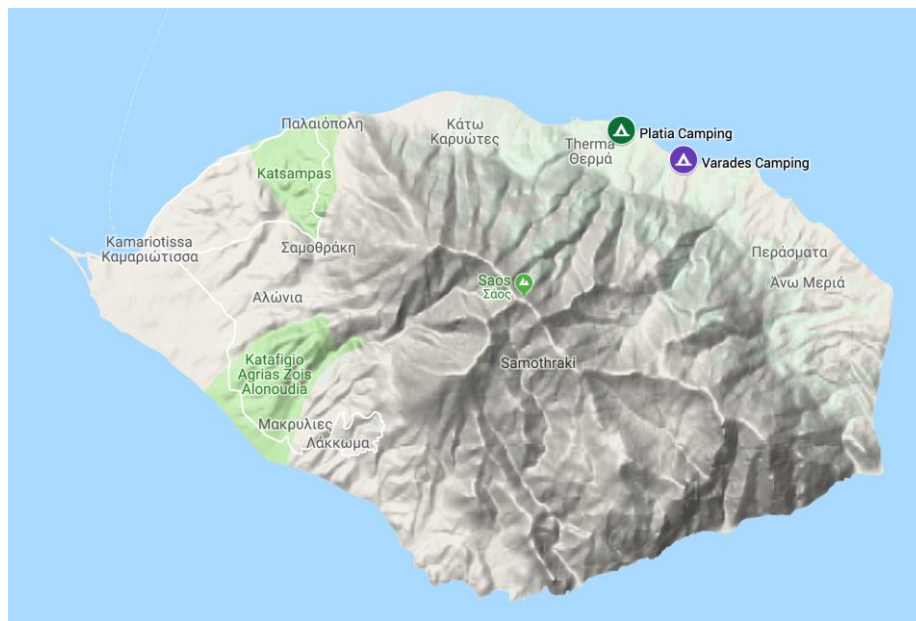 Παλαιόπολη
Κάτω
Καρυώτες
Platia Camping
Therma
Θερμά
Varades Camping
Katsampas
Kamariotissa
Καμαριώτισσα
Σαμοθράκη
Περάσματα
Άνω Μεριά
Saos
Σάος
Αλώνια
Samothraki
Katafigio
Agrias Zois
Alonoudia
Μακρυλιες
Λάκκωμα